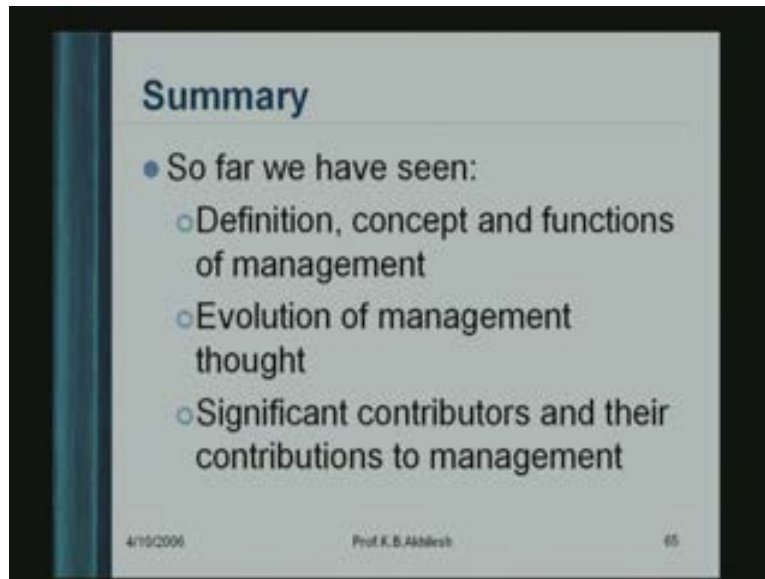 Summary
So far we have seen:
Definition, concept and functions
of management
Evolution of management
thought
Significant contributors and their
contributions to management
4/10/2006 Prof.K.B.Akhilesh 65